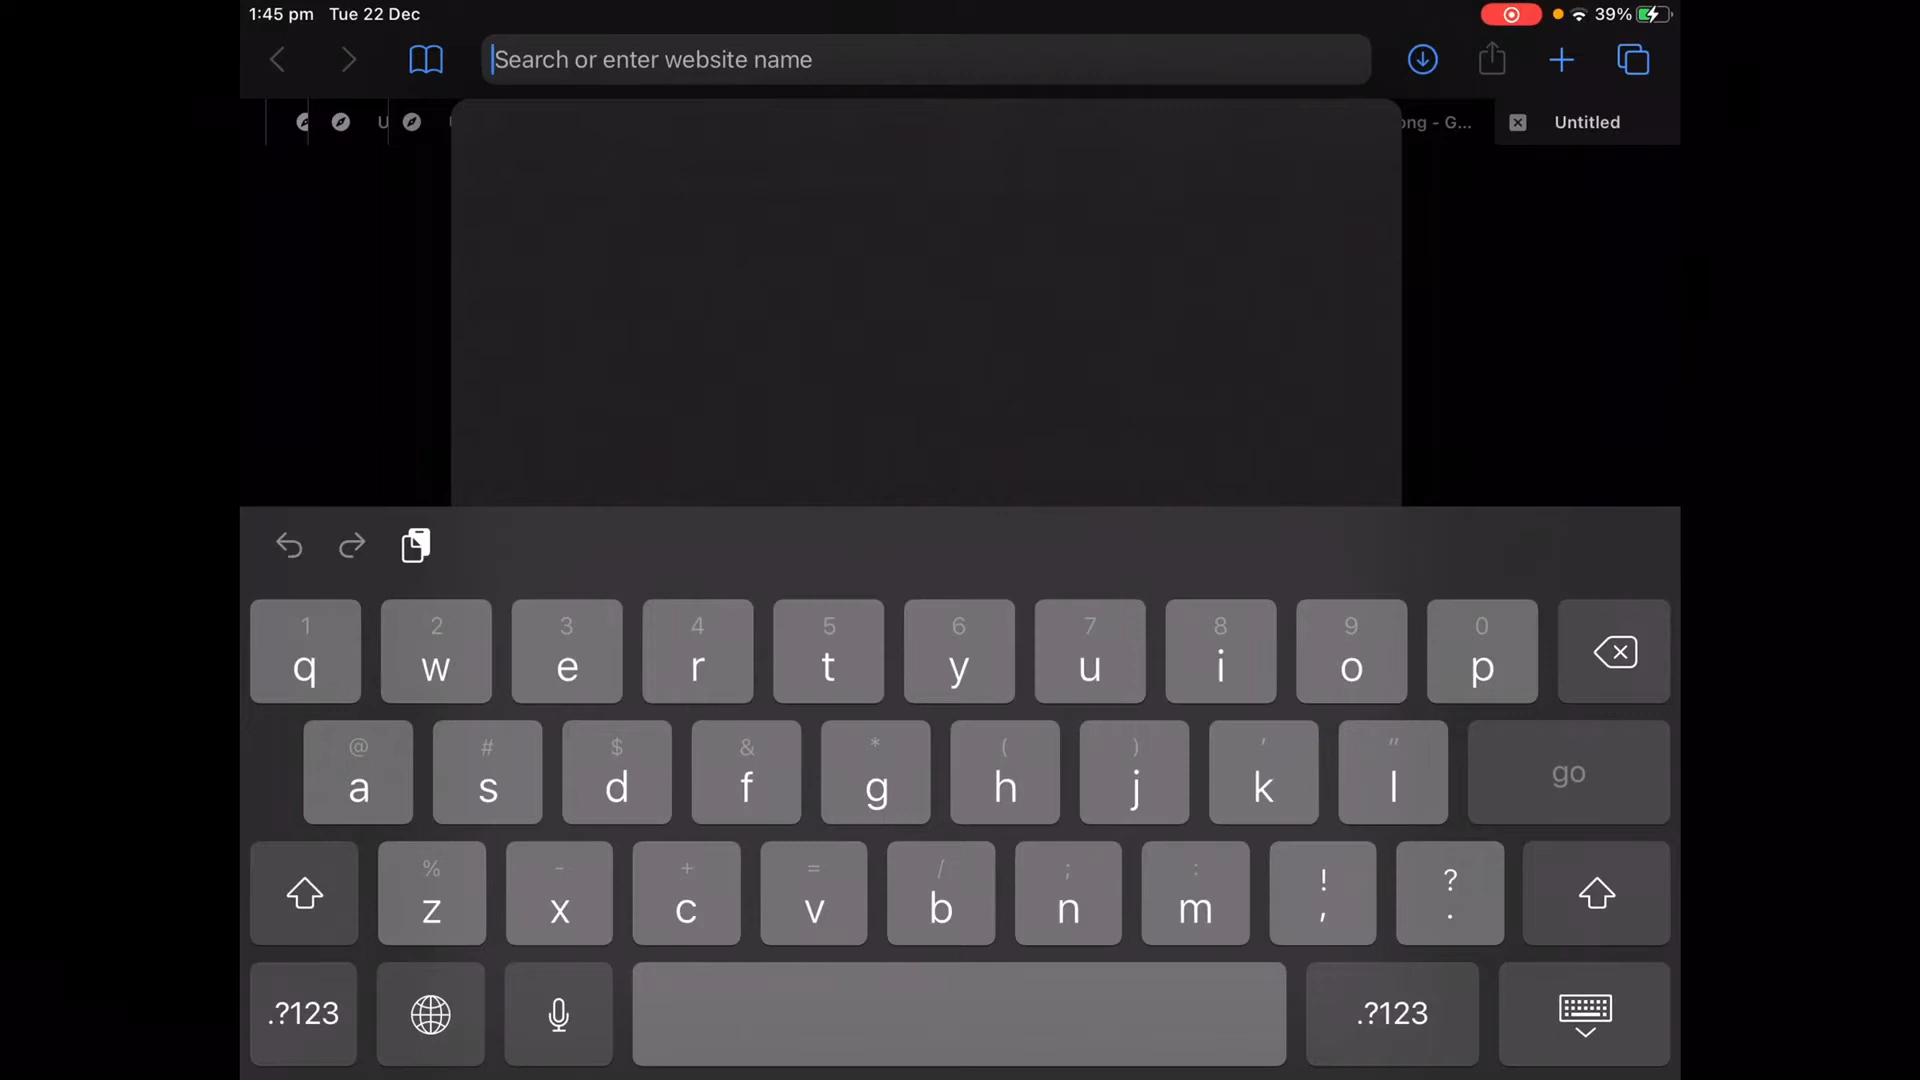 1:45 pm Tue 22 Dec 39%
Search or enter website name
U ong - G... Untitled
1 2 3 4 5 6 7 8 9 0
q w e r t y u i o p
@ # $ & * ( ) ' "
a s d f g h j k l go
% - + = / ; : ! ?
z x c v b n m , .
.?123 .?123